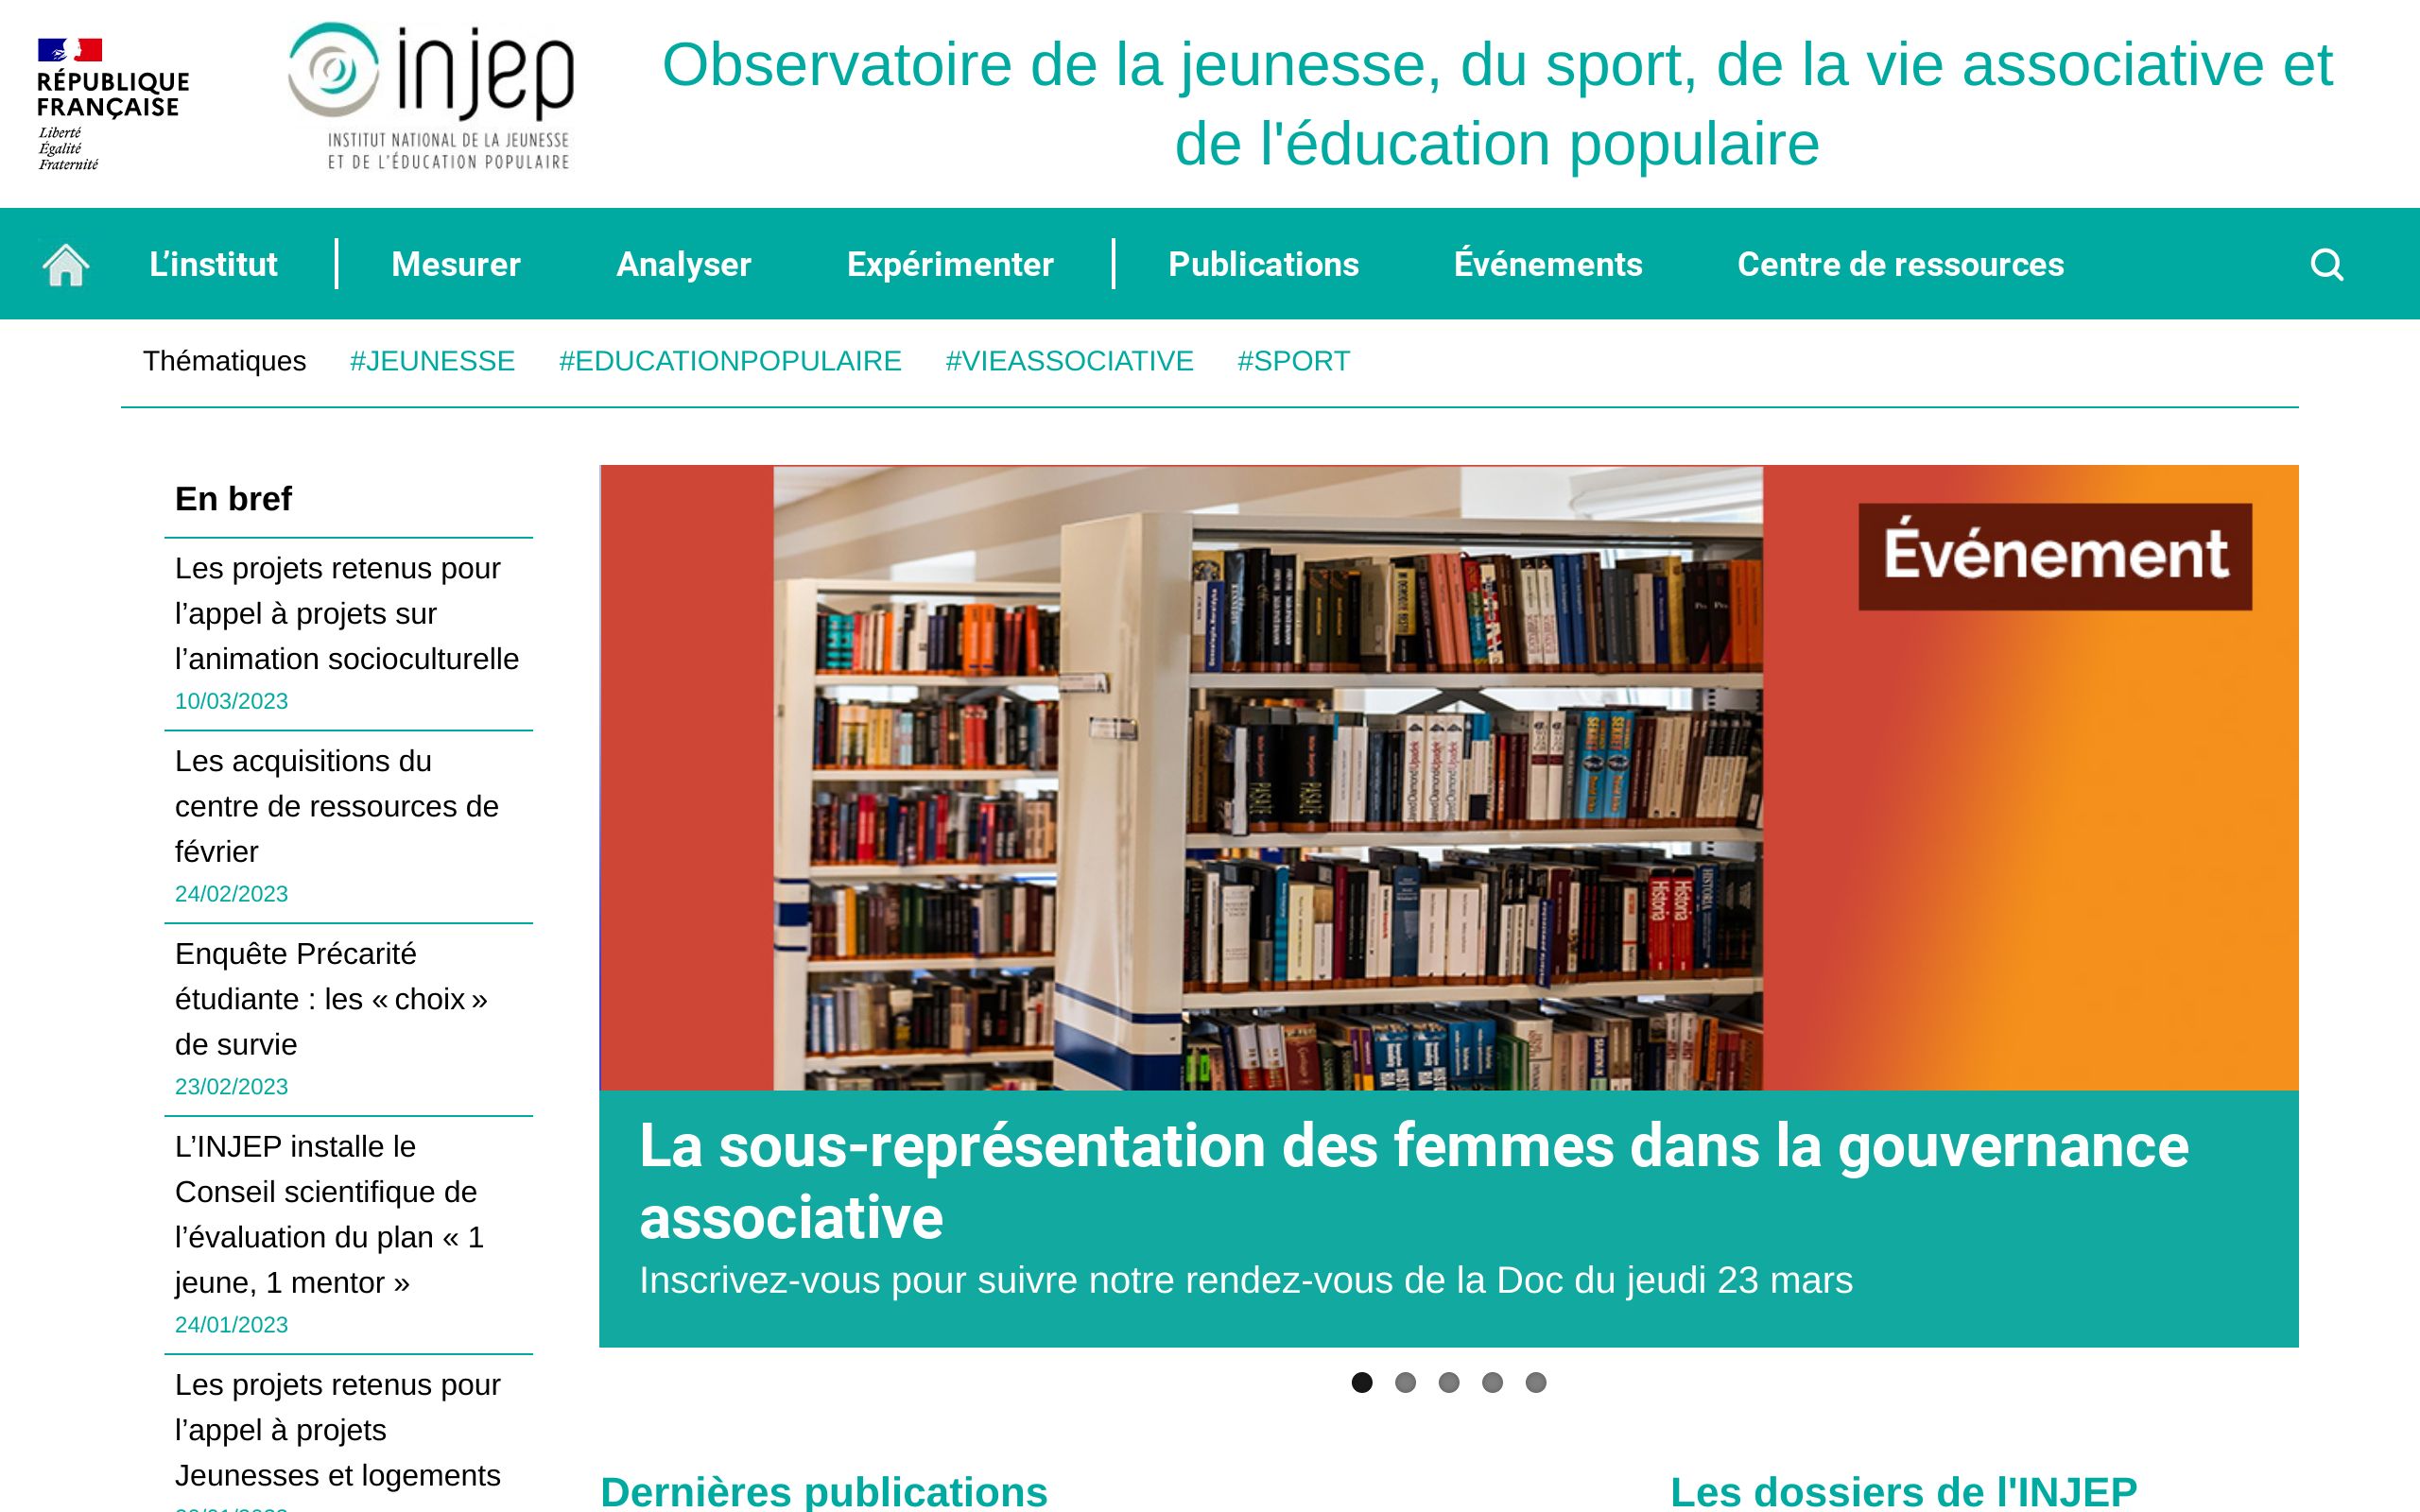 RÉPUBLIQUE
FRANÇAISE
Liberté
Égalité
Fraternité
injep
INSTITUT NATIONAL DE LA JEUNESSE
ET DE L'ÉDUCATION POPULAIRE
Observatoire de la jeunesse, du sport, de la vie associative et
de l'éducation populaire
L’institut Mesurer Analyser Expérimenter Publications Événements Centre de ressources
Thématiques #JEUNESSE #EDUCATIONPOPULAIRE #VIEASSOCIATIVE #SPORT
En bref
Les projets retenus pour
l’appel à projets sur
l’animation socioculturelle
10/03/2023
Les acquisitions du
centre de ressources de
février
24/02/2023
Enquête Précarité
étudiante : les « choix »
de survie
23/02/2023
L’INJEP installe le
Conseil scientifique de
l’évaluation du plan « 1
jeune, 1 mentor »
24/01/2023
Les projets retenus pour
l’appel à projets
Jeunesses et logements
Événement
La sous-représentation des femmes dans la gouvernance
associative
Inscrivez-vous pour suivre notre rendez-vous de la Doc du jeudi 23 mars
Dernières publications
Les dossiers de l'INJEP